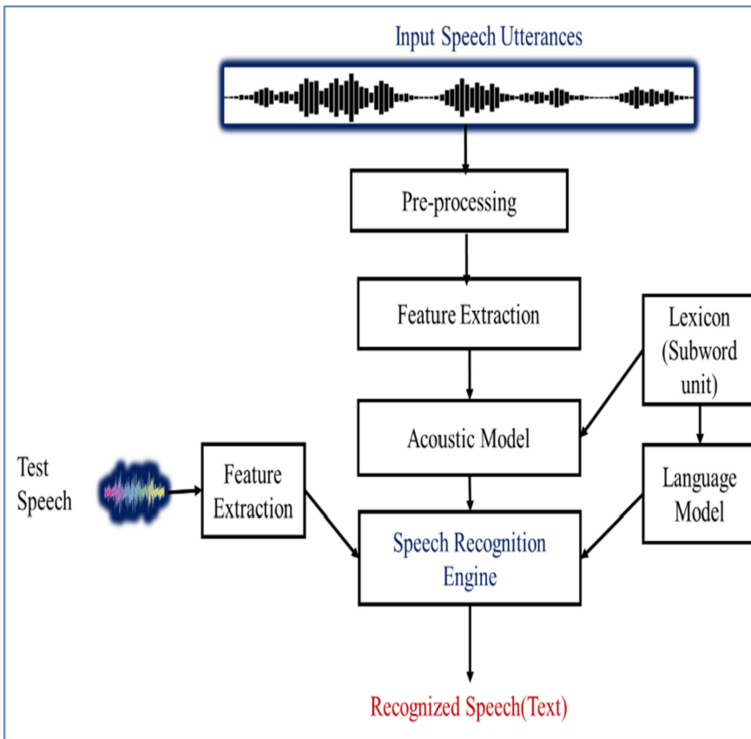 Input Speech Utterances
Pre-processing
Feature Extraction
Lexicon
(Subword
unit)
Acoustic Model
Test
Speech
Feature
Extraction
Language
Model
Speech Recognition
Engine
Recognized Speech(Text)